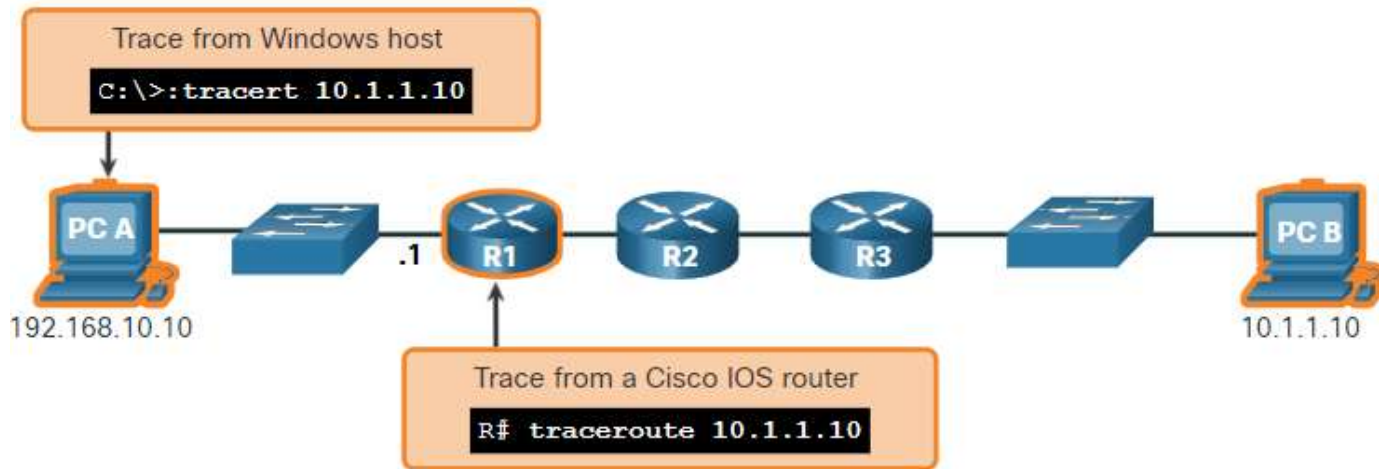 Trace from Windows host
C:\>:tracert 10.1.1.10
PC A
.1
R1
R2
R3
PC B
192.168.10.10
10.1.1.10
Trace from a Cisco IOS router
R# traceroute 10.1.1.10